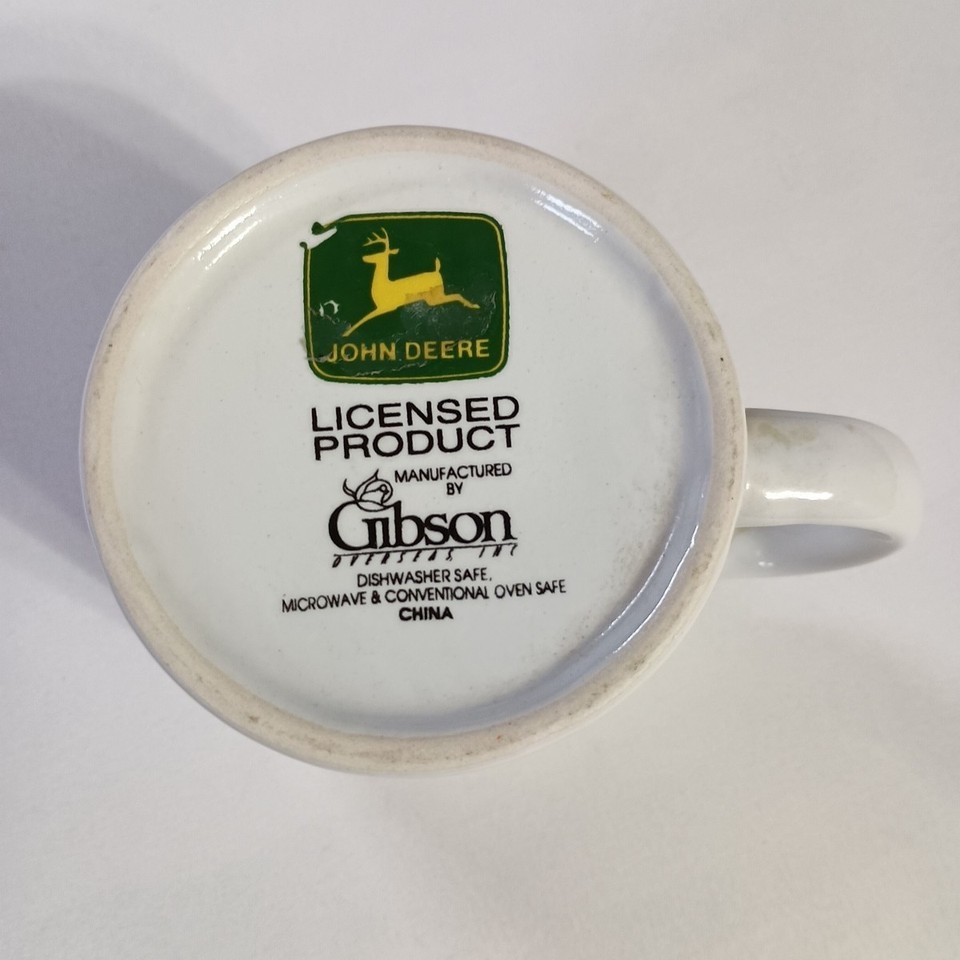 JOHN DEERE
LICENSED
PRODUCT
MANUFACTURED
BY
Gibson
OVERSEAS, INC
DISHWASHER SAFE,
MICROWAVE & CONVENTIONAL OVEN SAFE
CHINA